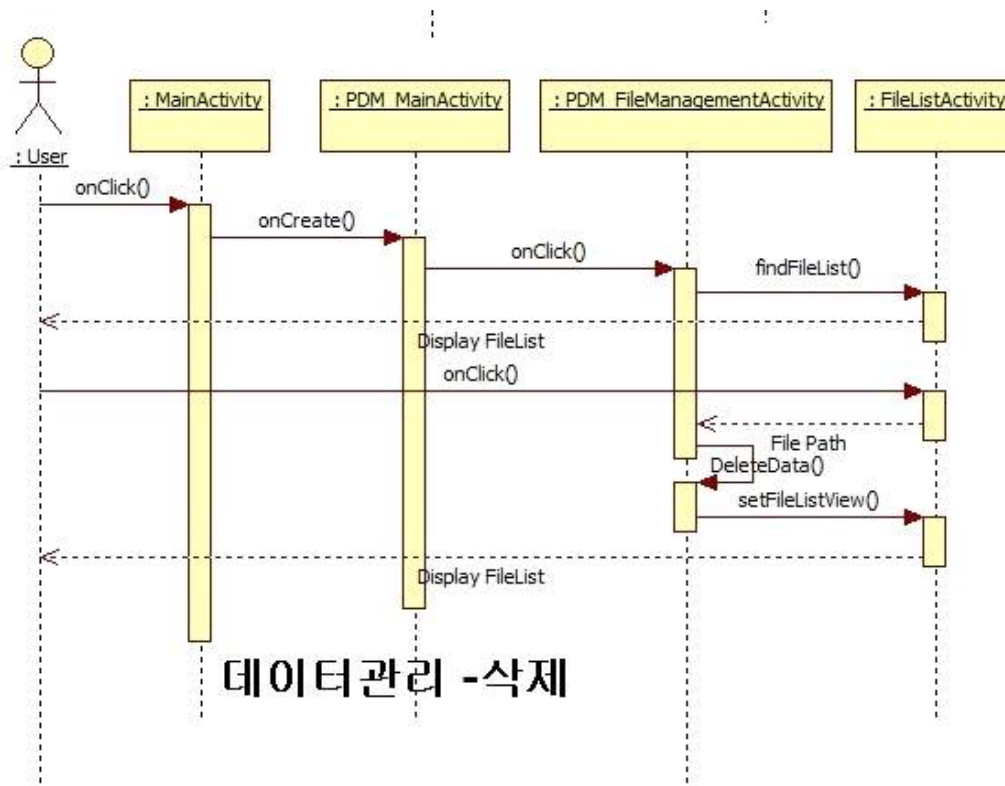 : User
: MainActivity
: PDM_MainActivity
: PDM_FileManagementActivity
: FileListActivity
onClick()
onCreate()
onClick()
findFileList()
Display FileList
onClick()
File Path
DeleteData()
setFileListView()
Display FileList
데이터관리 -삭제